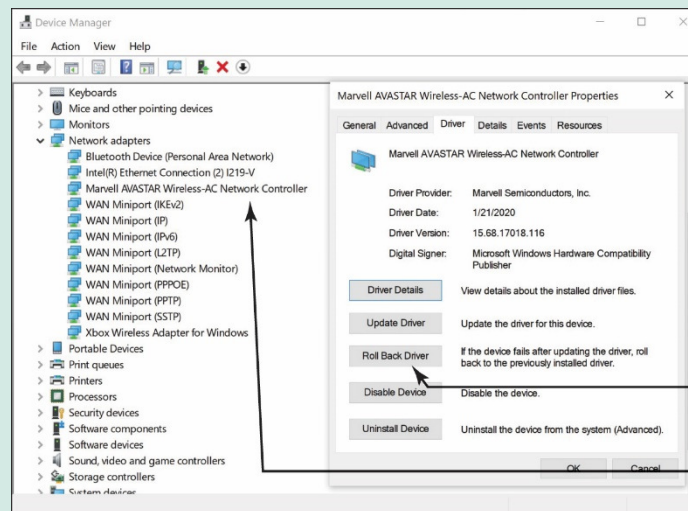 Device Manager
File Action View Help
Keyboards
Mice and other pointing devices
Monitors
Network adapters
Bluetooth Device (Personal Area Network)
Intel(R) Ethernet Connection (2) I219-V
Marvell AVASTAR Wireless-AC Network Controller
WAN Miniport (IKEv2)
WAN Miniport (IP)
WAN Miniport (IPv6)
WAN Miniport (L2TP)
WAN Miniport (Network Monitor)
WAN Miniport (PPPOE)
WAN Miniport (PPTP)
WAN Miniport (SSTP)
Xbox Wireless Adapter for Windows
Portable Devices
Print queues
Printers
Processors
Security devices
Software components
Software devices
Sound, video and game controllers
Storage controllers
System devices
Marvell AVASTAR Wireless-AC Network Controller Properties
General Advanced Driver Details Events Resources
Marvell AVASTAR Wireless-AC Network Controller
Driver Provider: Marvell Semiconductors, Inc.
Driver Date: 1/21/2020
Driver Version: 15.68.17018.116
Digital Signer: Microsoft Windows Hardware Compatibility
Publisher
Driver Details View details about the installed driver files.
Update Driver Update the driver for this device.
Roll Back Driver If the device fails after updating the driver, roll
back to the previously installed driver.
Disable Device Disable the device.
Uninstall Device Uninstall the device from the system (Advanced).
OK Cancel